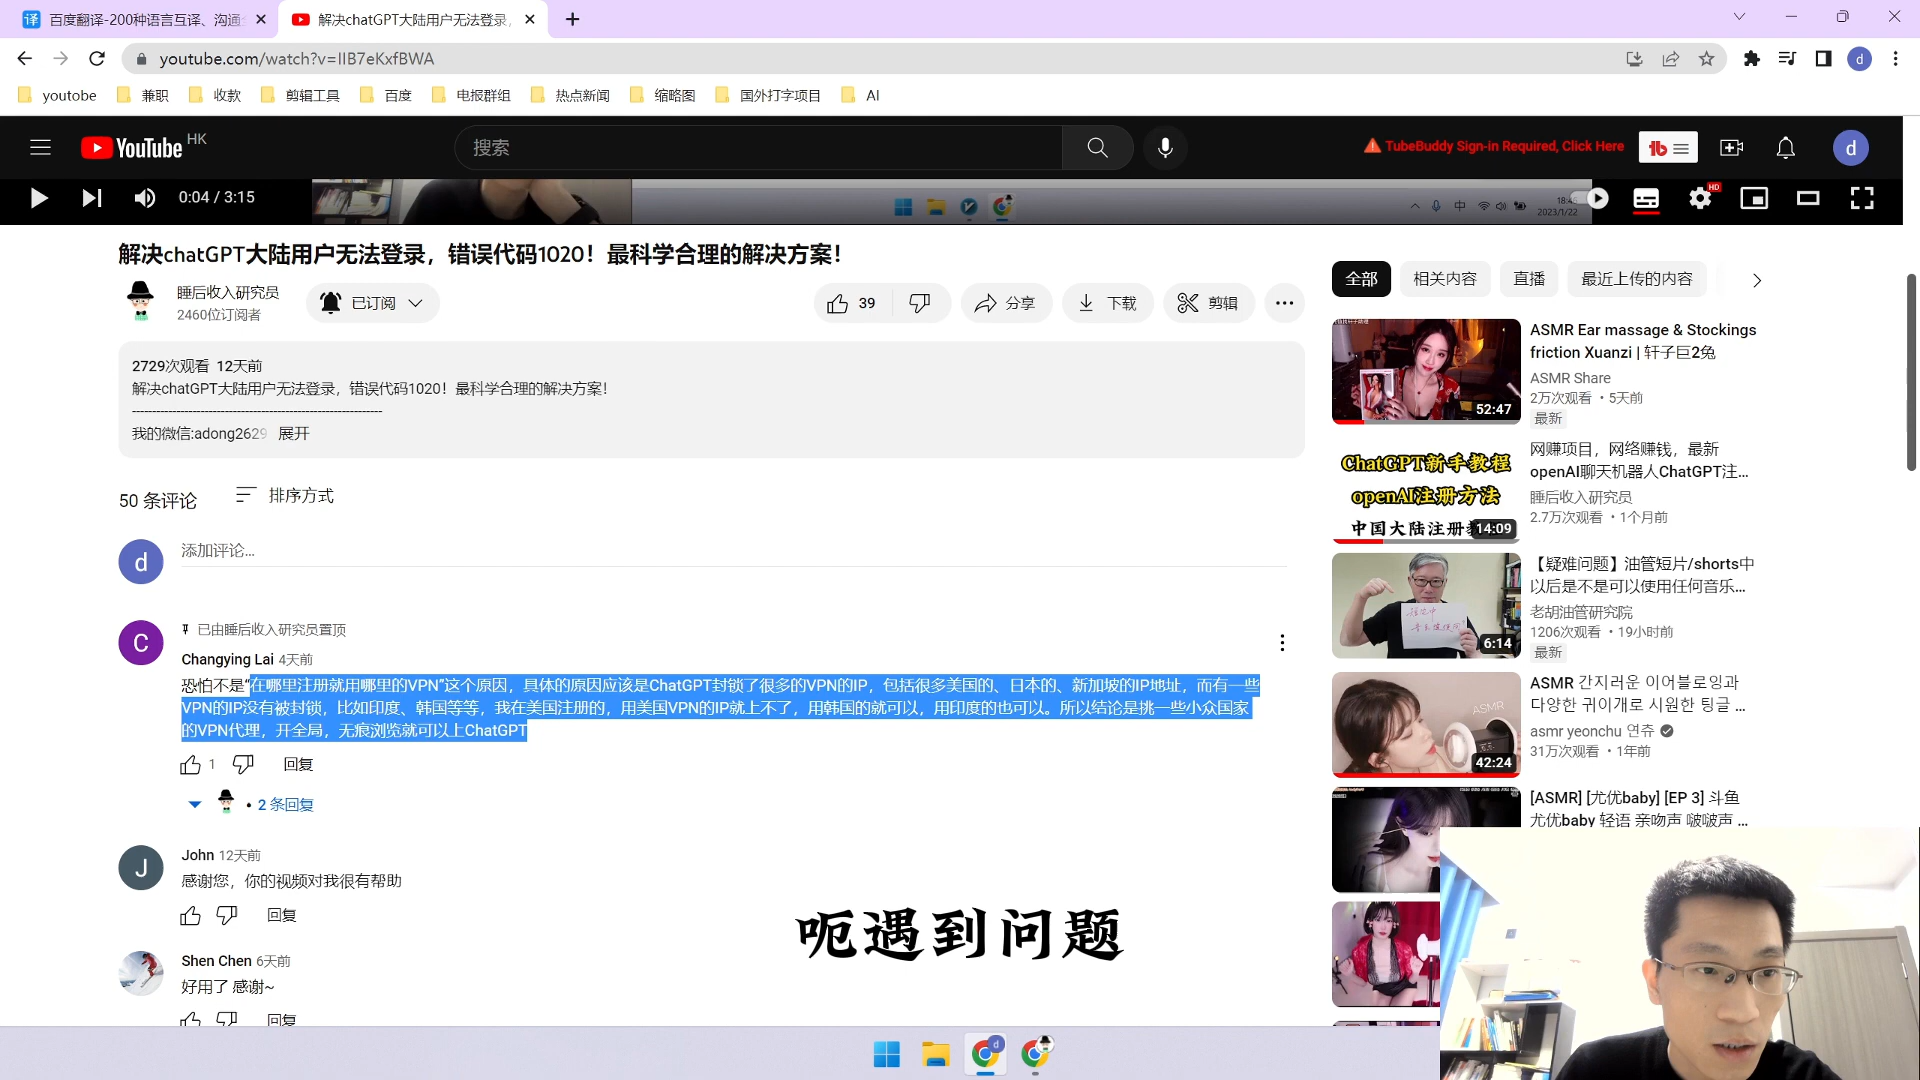 百度翻译-200种语言互译、沟通
解决chatGPT大陆用户无法登录,
youtube.com/watch?v=IIB7eKxfBWA
d
youtobe
兼职
收款
剪辑工具
百度
电报群组
热点新闻
缩略图
国外打字项目
AI
YouTube HK
搜索
TubeBuddy Sign-in Required, Click Here
d
0:04 / 3:15
中
2023/1/22
HD
解决chatGPT大陆用户无法登录，错误代码1020！最科学合理的解决方案！
睡后收入研究员
2460位订阅者
已订阅
39
分享
下载
剪辑
2729次观看 12天前
解决chatGPT大陆用户无法登录，错误代码1020！最科学合理的解决方案！
我的微信:adong2629 展开
50 条评论
排序方式
d
添加评论...
C
已由睡后收入研究员置顶
Changying Lai 4天前
恐怕不是“在哪里注册就用哪里的VPN”这个原因，具体的原因应该是ChatGPT封锁了很多的VPN的IP，包括很多美国的、日本的、新加坡的IP地址，而有一些
VPN的IP没有被封锁，比如印度、韩国等等，我在美国注册的，用美国VPN的IP就上不了，用韩国的就可以，用印度的也可以。所以结论是挑一些小众国家
的VPN代理，开全局，无痕浏览就可以上ChatGPT
1
回复
2 条回复
J
John 12天前
感谢您，你的视频对我很有帮助
回复
Shen Chen 6天前
好用了 感谢~
回复
全部
相关内容
直播
最近上传的内容
ASMR Ear massage & Stockings
friction Xuanzi | 轩子巨2兔
ASMR Share
2万次观看 • 5天前
最新
52:47
ChatGPT新手教程
openAI注册方法
中国大陆注册教
14:09
网赚项目，网络赚钱，最新
openAI聊天机器人ChatGPT注...
睡后收入研究员
2.7万次观看 • 1个月前
6:14
【疑难问题】油管短片/shorts中
以后是不是可以使用任何音乐...
老胡油管研究院
1206次观看 • 19小时前
最新
ASMR
42:24
ASMR 간지러운 이어블로잉과
다양한 귀이개로 시원한 팅글 ...
asmr yeonchu 연츄
31万次观看 • 1年前
[ASMR] [尤优baby] [EP 3] 斗鱼
尤优baby 轻语 亲吻声 啵啵声 ...
呃遇到问题